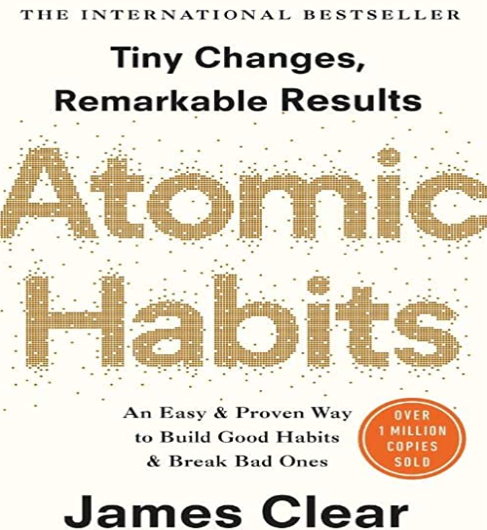 THE INTERNATIONAL BESTSELLER
Tiny Changes,
Remarkable Results
Atomic
Habits
An Easy & Proven Way
to Build Good Habits
& Break Bad Ones
OVER
1 MILLION
COPIES
SOLD
James Clear